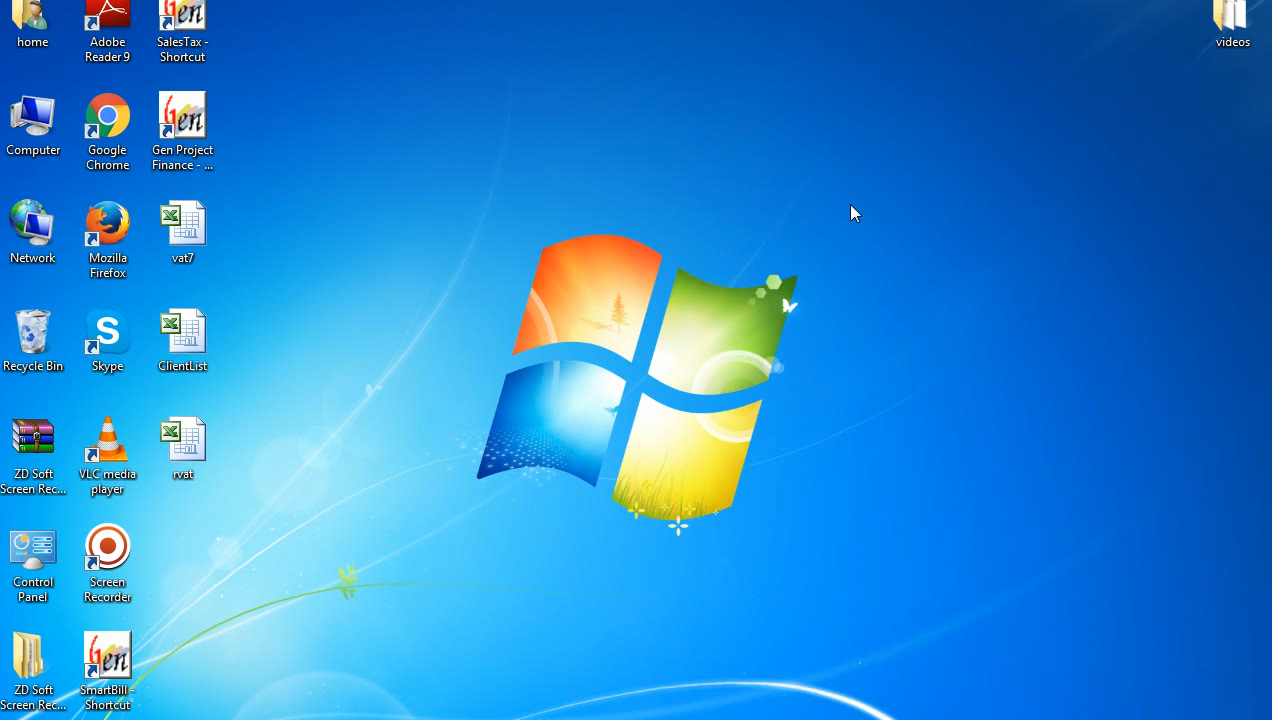 home
Adobe
Reader 9
SalesTax -
Shortcut
videos
Computer
Google
Chrome
Gen
Gen Project
Finance - ...
Network
Mozilla
Firefox
vat7
Recycle Bin
S
Skype
ClientList
ZD Soft
Screen Rec...
VLC media
player
rvat
Control
Panel
Screen
Recorder
ZD Soft
Screen Rec...
Gen
SmartBill -
Shortcut